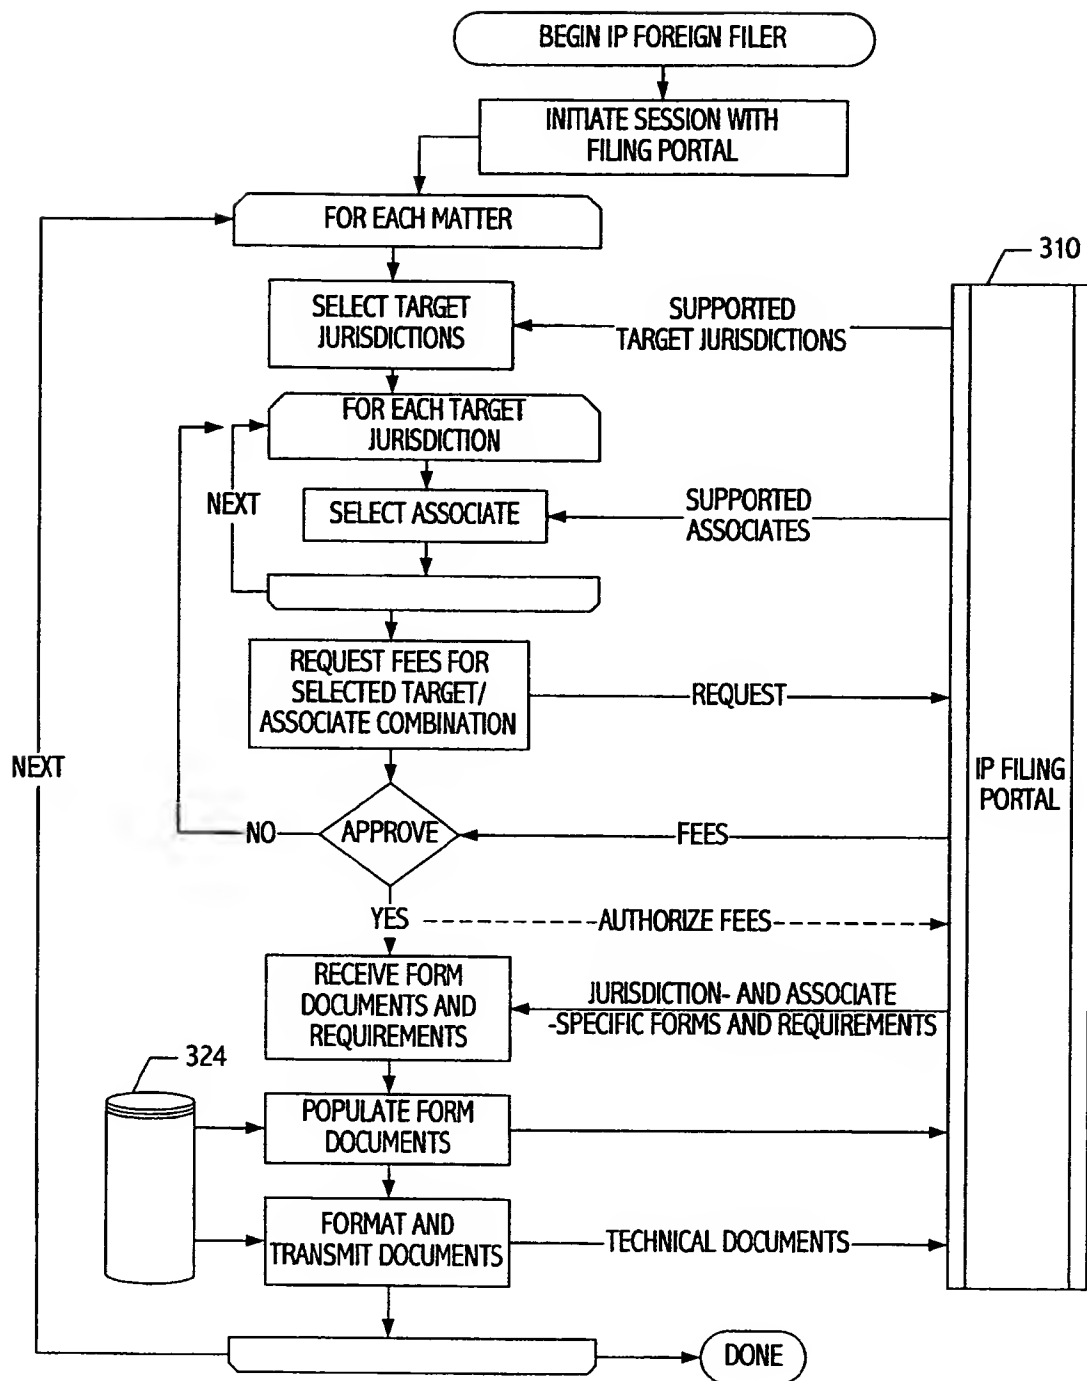 BEGIN IP FOREIGN FILER
INITIATE SESSION WITH
FILING PORTAL
FOR EACH MATTER
310
SELECT TARGET
JURISDICTIONS
SUPPORTED
TARGET JURISDICTIONS
FOR EACH TARGET
JURISDICTION
NEXT
SELECT ASSOCIATE
SUPPORTED
ASSOCIATES
REQUEST FEES FOR
SELECTED TARGET/
ASSOCIATE COMBINATION
REQUEST
NEXT
IP FILING
PORTAL
NO
APPROVE
FEES
YES
AUTHORIZE FEES
RECEIVE FORM
DOCUMENTS AND
REQUIREMENTS
JURISDICTION- AND ASSOCIATE
-SPECIFIC FORMS AND REQUIREMENTS
324
POPULATE FORM
DOCUMENTS
FORMAT AND
TRANSMIT DOCUMENTS
TECHNICAL DOCUMENTS
DONE